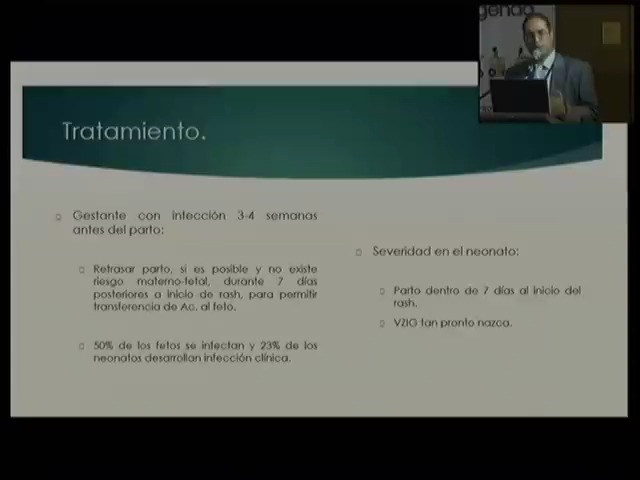 genda
Tratamiento.
▫ Gestante con infección 3-4 semanas
antes del parto:
▫ Retrasar parto, si es posible y no existe
riesgo materno-fetal, durante 7 días
posteriores a inicio de rash, para permitir
transferencia de Ac. al feto.
▫ 50% de los fetos se infectan y 23% de los
neonatos desarrollan infección clínica.
▫ Severidad en el neonato:
▫ Parto dentro de 7 días al inicio del
rash.
▫ VZIG tan pronto nazca.